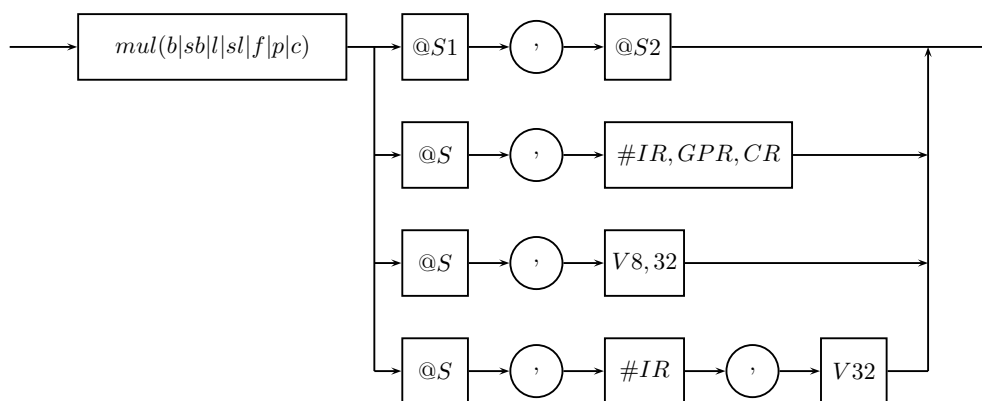 mul(b|sb|l|sl|f|p|c) @S1 , @S2
@S , #IR, GPR, CR
@S , V8, 32
@S , #IR , V32